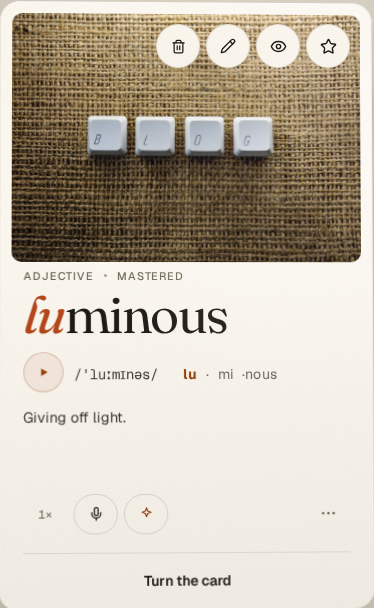 B L O G
ADJECTIVE • MASTERED
luminous
/ˈluːmɪnəs/ lu · mi ·nous
Giving off light.
1×
Turn the card